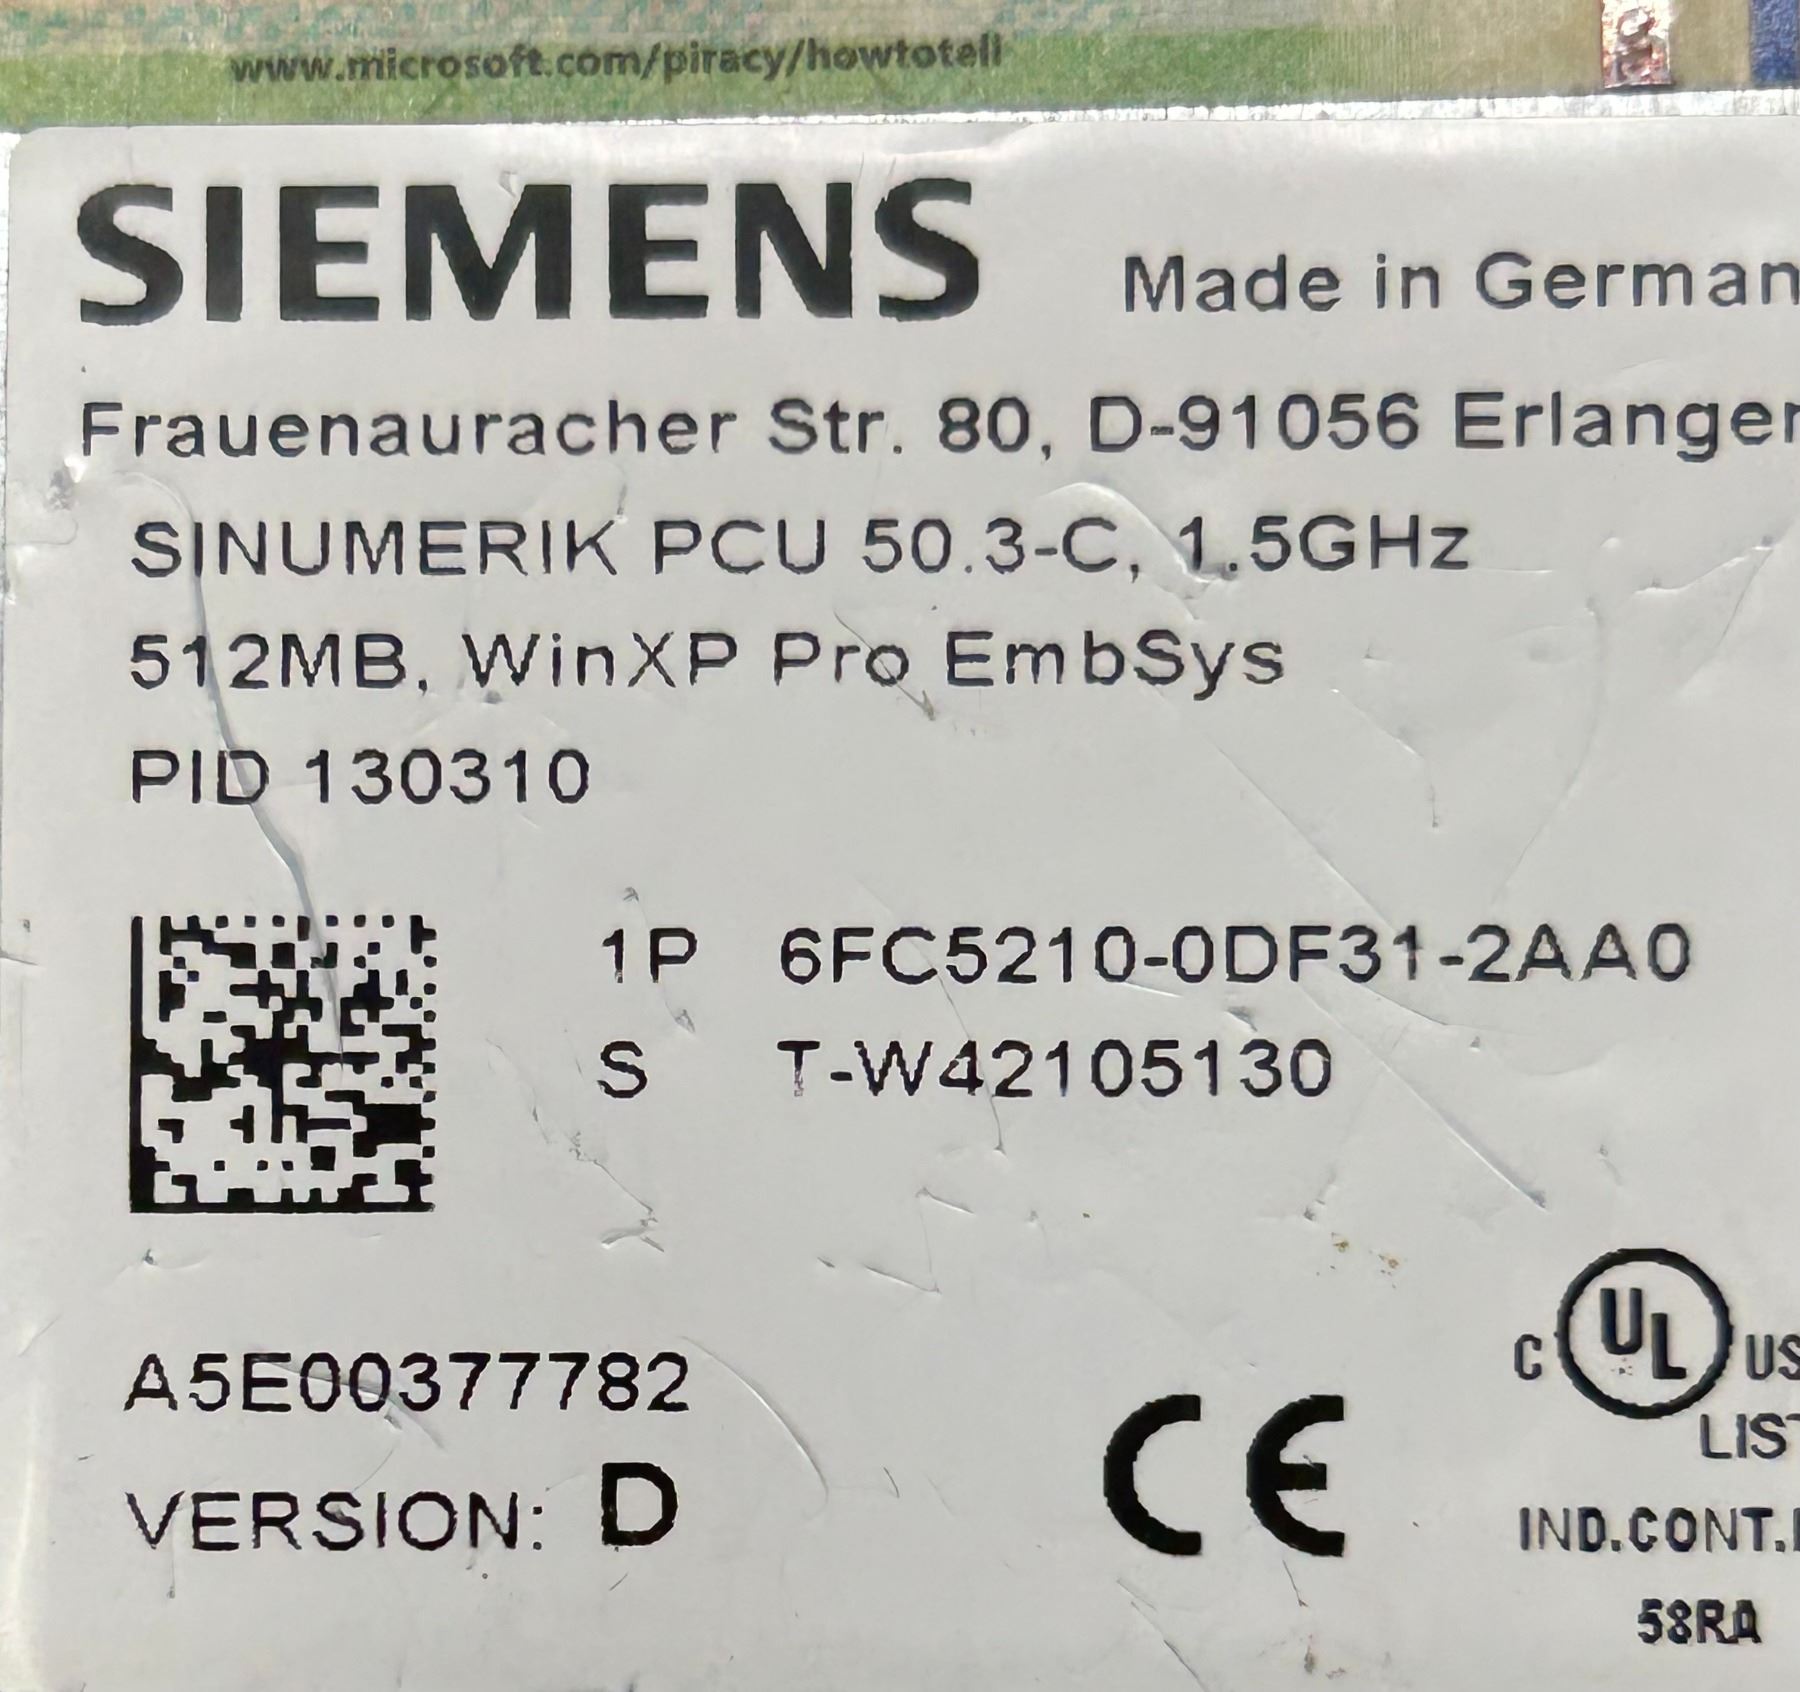 www.microsoft.com/piracy/howtotell
SIEMENS
Made in German
Frauenauracher Str. 80, D-91056 Erlangen
SINUMERIK PCU 50.3-C, 1.5GHz
512MB, WinXP Pro EmbSys
PID 130310
1P 6FC5210-0DF31-2AA0
S T-W42105130
A5E00377782
VERSION: D
CE
C UL US
LIST
IND.CONT.
58RA